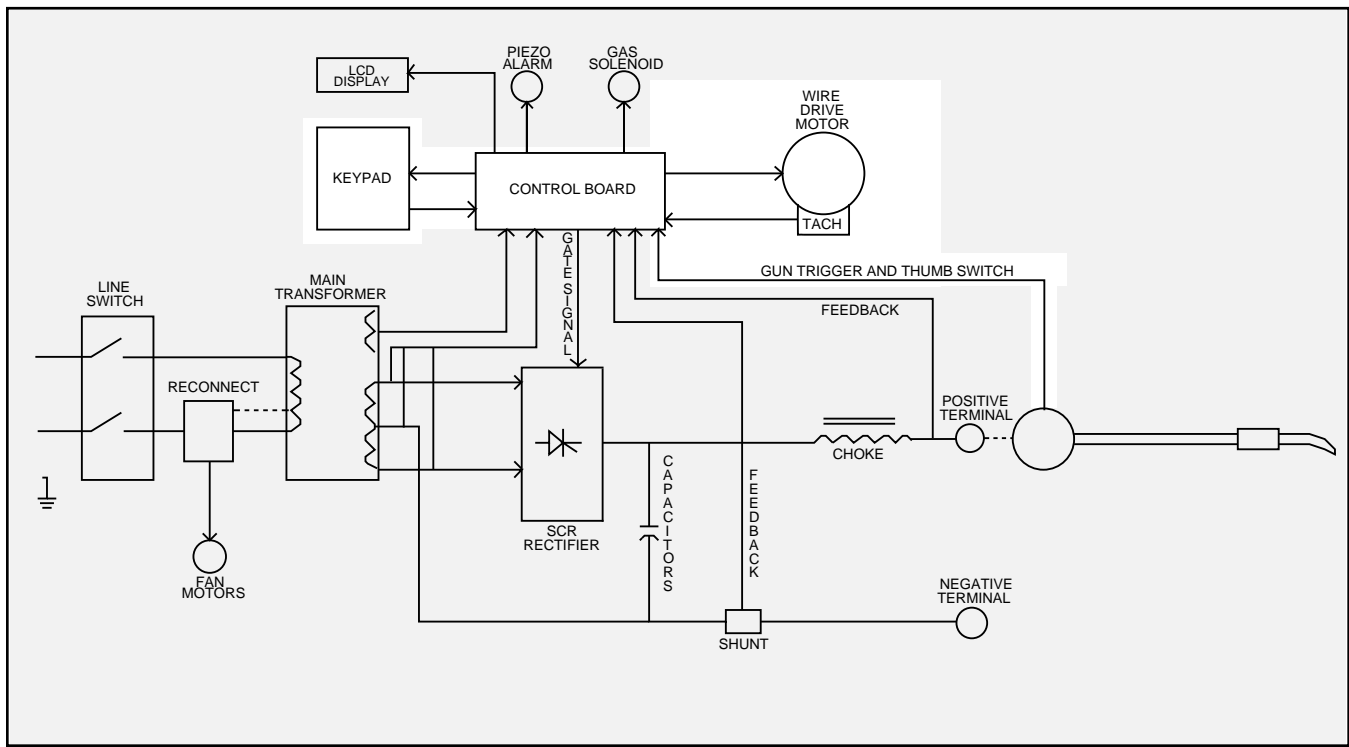 PIEZO
ALARM
GAS
SOLENOID
LCD
DISPLAY
WIRE
DRIVE
MOTOR
KEYPAD
CONTROL BOARD
TACH
GATE SIGNAL
GUN TRIGGER AND THUMB SWITCH
FEEDBACK
LINE
SWITCH
MAIN
TRANSFORMER
RECONNECT
POSITIVE
TERMINAL
CHOKE
CAPACITORS
FEEDBACK
SCR
RECTIFIER
FAN
MOTORS
NEGATIVE
TERMINAL
SHUNT